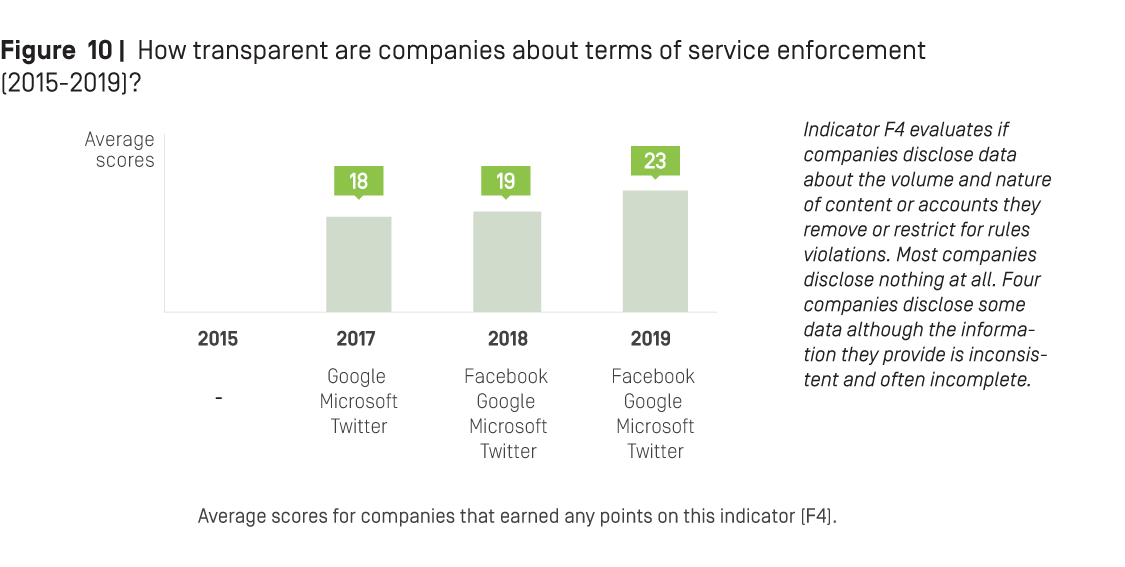 Figure 10 | How transparent are companies about terms of service enforcement
(2015-2019)?
Average
scores
18
19
23
2015
2017
2018
2019
-
Google
Microsoft
Twitter
Facebook
Google
Microsoft
Twitter
Facebook
Google
Microsoft
Twitter
Indicator F4 evaluates if
companies disclose data
about the volume and nature
of content or accounts they
remove or restrict for rules
violations. Most companies
disclose nothing at all. Four
companies disclose some
data although the informa-
tion they provide is inconsis-
tent and often incomplete.
Average scores for companies that earned any points on this indicator (F4).